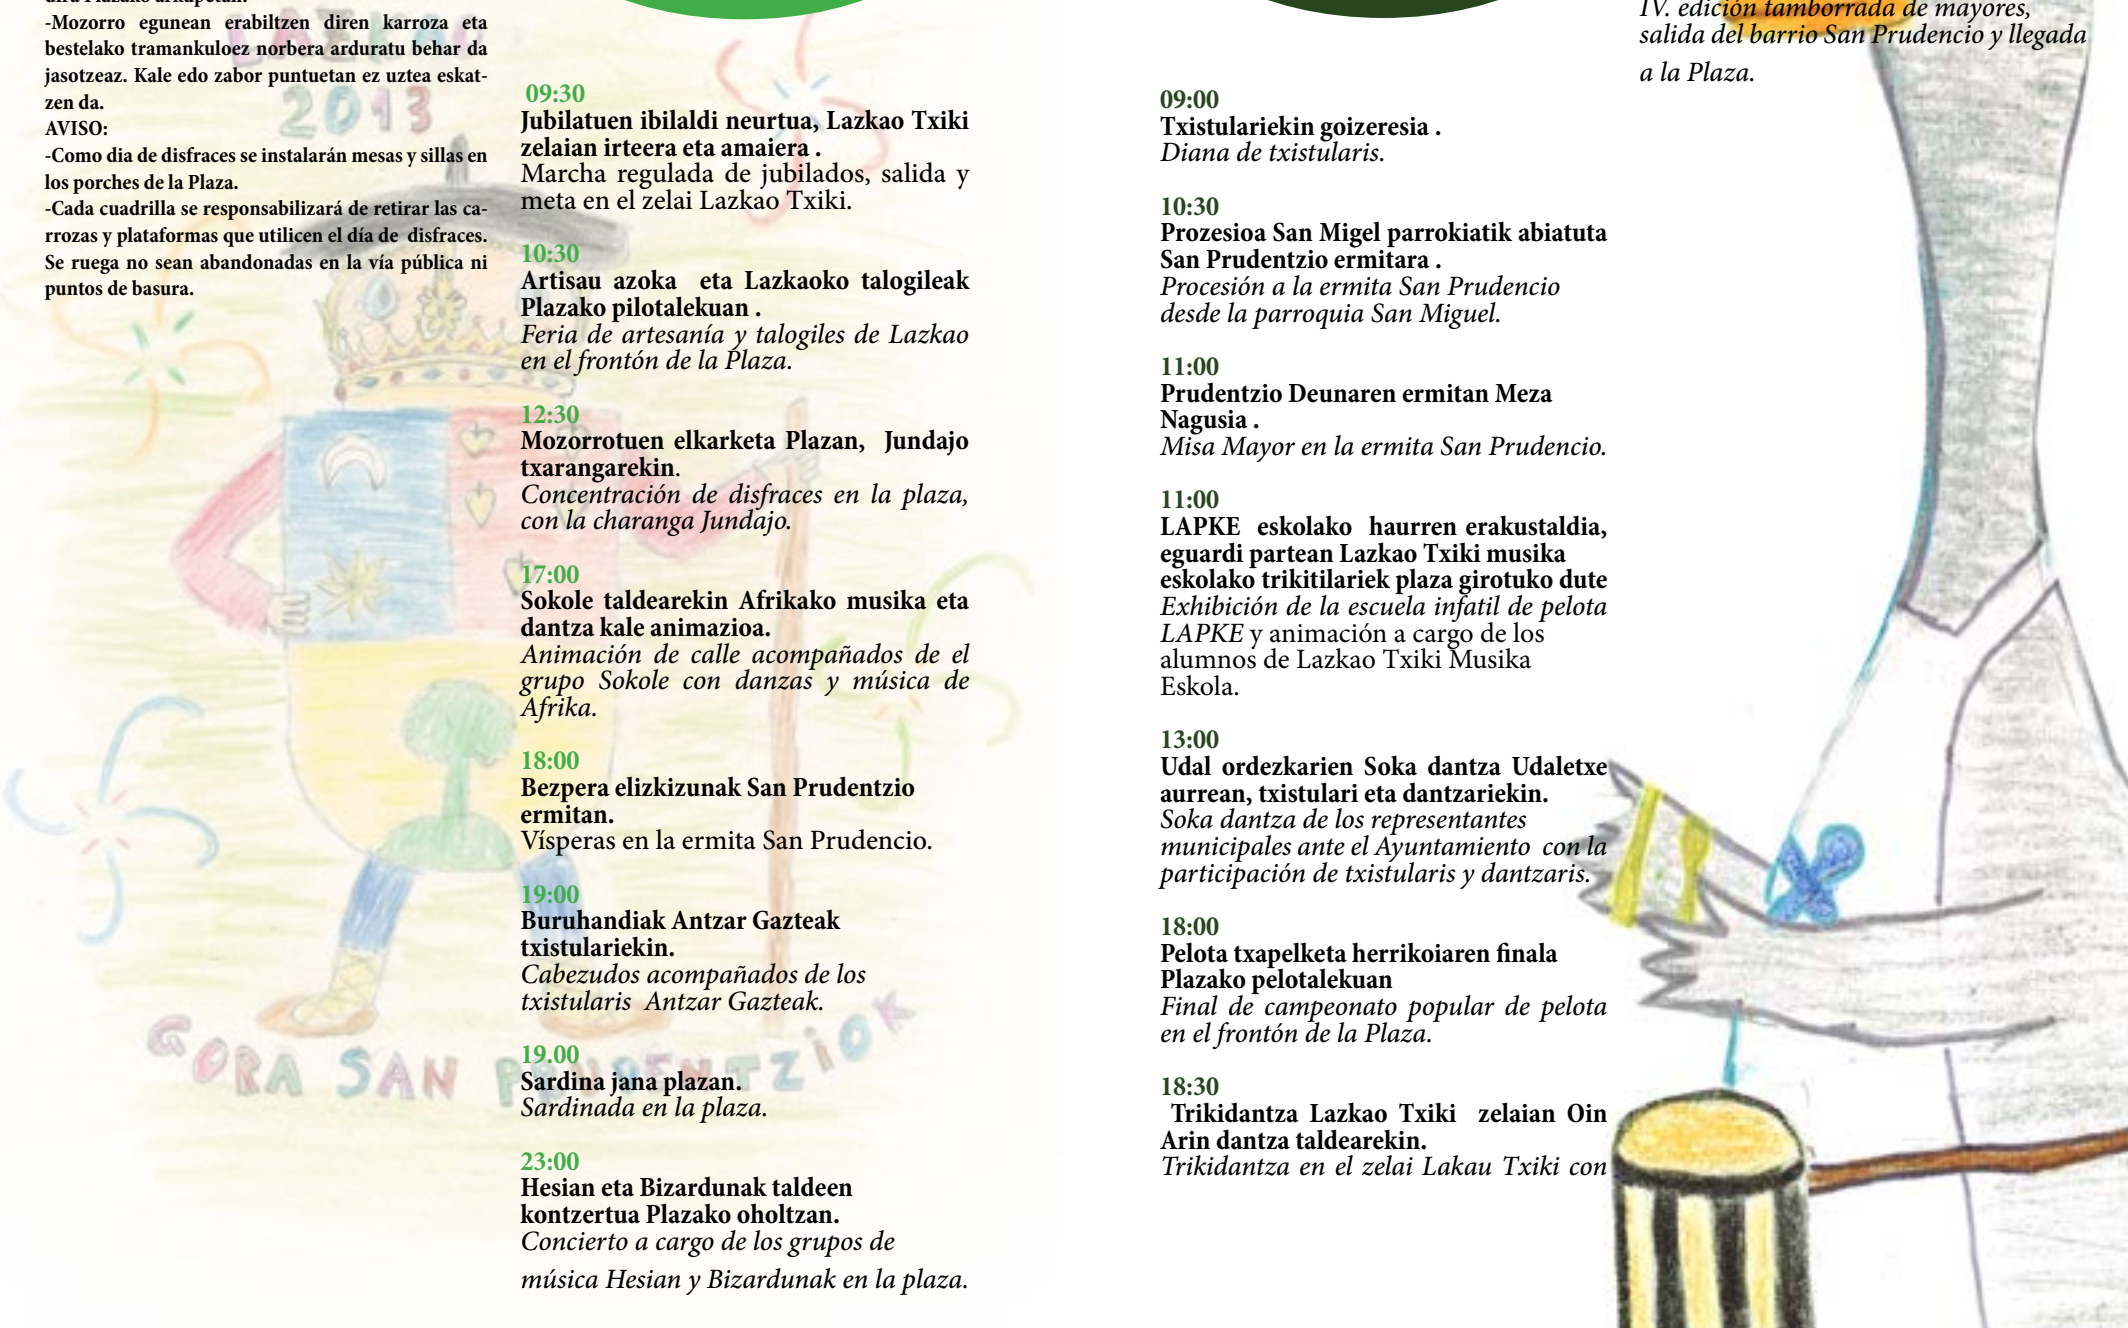 -Mozorro egunean erabiltzen diren karroza eta
bestelako tramankuloez norbera arduratu behar da
jasotzeaz. Kale edo zabor puntuetan ez uztea eskat-
zen da.
AVISO:
-Como dia de disfraces se instalarán mesas y sillas en
los porches de la Plaza.
-Cada cuadrilla se responsabilizará de retirar las ca-
rrozas y plataformas que utilicen el día de disfraces.
Se ruega no sean abandonadas en la vía pública ni
puntos de basura.
LAZKAO
2013
GORA SAN PRUDENTZIOK
09:30
Jubilatuen ibilaldi neurtua, Lazkao Txiki
zelaian irteera eta amaiera .
Marcha regulada de jubilados, salida y
meta en el zelai Lazkao Txiki.
10:30
Artisau azoka eta Lazkaoko talogileak
Plazako pilotalekuan .
Feria de artesanía y talogiles de Lazkao
en el frontón de la Plaza.
12:30
Mozorrotuen elkarketa Plazan, Jundajo
txarangarekin.
Concentración de disfraces en la plaza,
con la charanga Jundajo.
17:00
Sokole taldearekin Afrikako musika eta
dantza kale animazioa.
Animación de calle acompañados de el
grupo Sokole con danzas y música de
Afrika.
18:00
Bezpera elizkizunak San Prudentzio
ermitan.
Vísperas en la ermita San Prudencio.
19:00
Buruhandiak Antzar Gazteak
txistulariekin.
Cabezudos acompañados de los
txistularis Antzar Gazteak.
19.00
Sardina jana plazan.
Sardinada en la plaza.
23:00
Hesian eta Bizardunak taldeen
kontzertua Plazako oholtzan.
Concierto a cargo de los grupos de
música Hesian y Bizardunak en la plaza.
09:00
Txistulariekin goizeresia .
Diana de txistularis.
10:30
Prozesioa San Migel parrokiatik abiatuta
San Prudentzio ermitara .
Procesión a la ermita San Prudencio
desde la parroquia San Miguel.
11:00
Prudentzio Deunaren ermitan Meza
Nagusia .
Misa Mayor en la ermita San Prudencio.
11:00
LAPKE eskolako haurren erakustaldia,
eguardi partean Lazkao Txiki musika
eskolako trikitilariek plaza girotuko dute
Exhibición de la escuela infatil de pelota
LAPKE y animación a cargo de los
alumnos de Lazkao Txiki Musika
Eskola.
13:00
Udal ordezkarien Soka dantza Udaletxe
aurrean, txistulari eta dantzariekin.
Soka dantza de los representantes
municipales ante el Ayuntamiento con la
participación de txistularis y dantzaris.
18:00
Pelota txapelketa herrikoiaren finala
Plazako pelotalekuan
Final de campeonato popular de pelota
en el frontón de la Plaza.
18:30
Trikidantza Lazkao Txiki zelaian Oin
Arin dantza taldearekin.
Trikidantza en el zelai Lakau Txiki con
IV. edición tamborrada de mayores,
salida del barrio San Prudencio y llegada
a la Plaza.